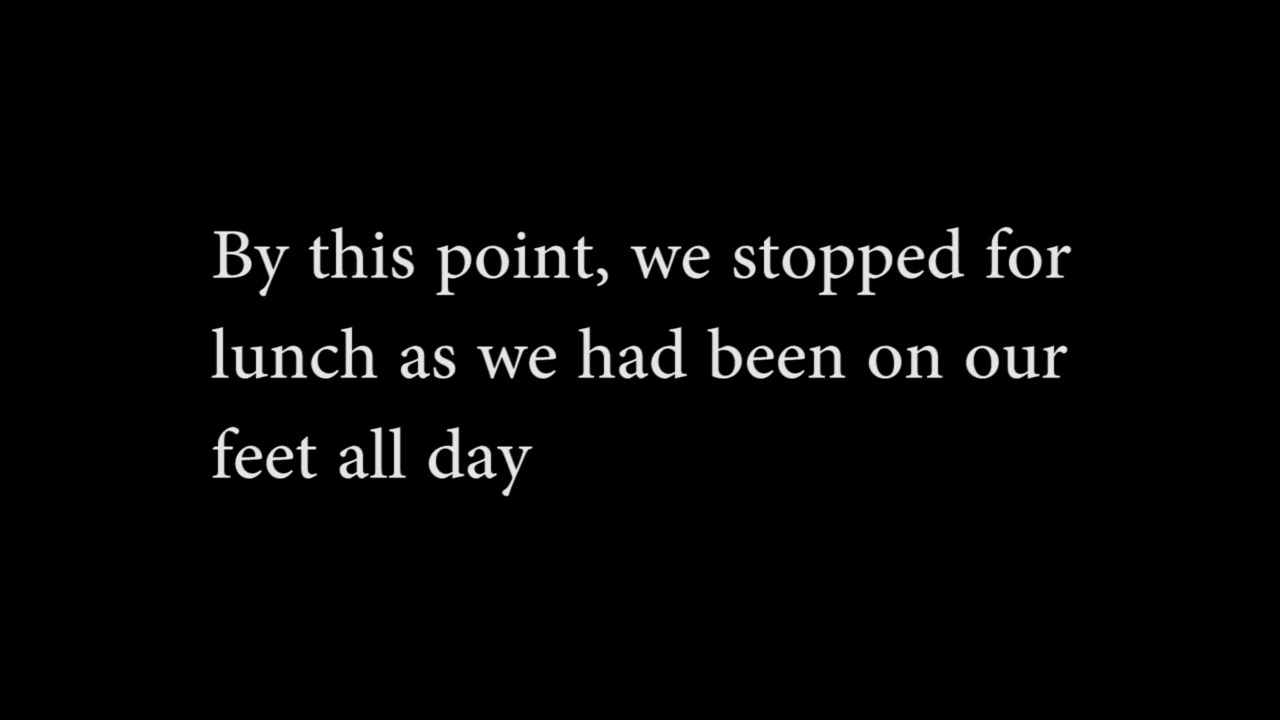 By this point, we stopped for
lunch as we had been on our
feet all day